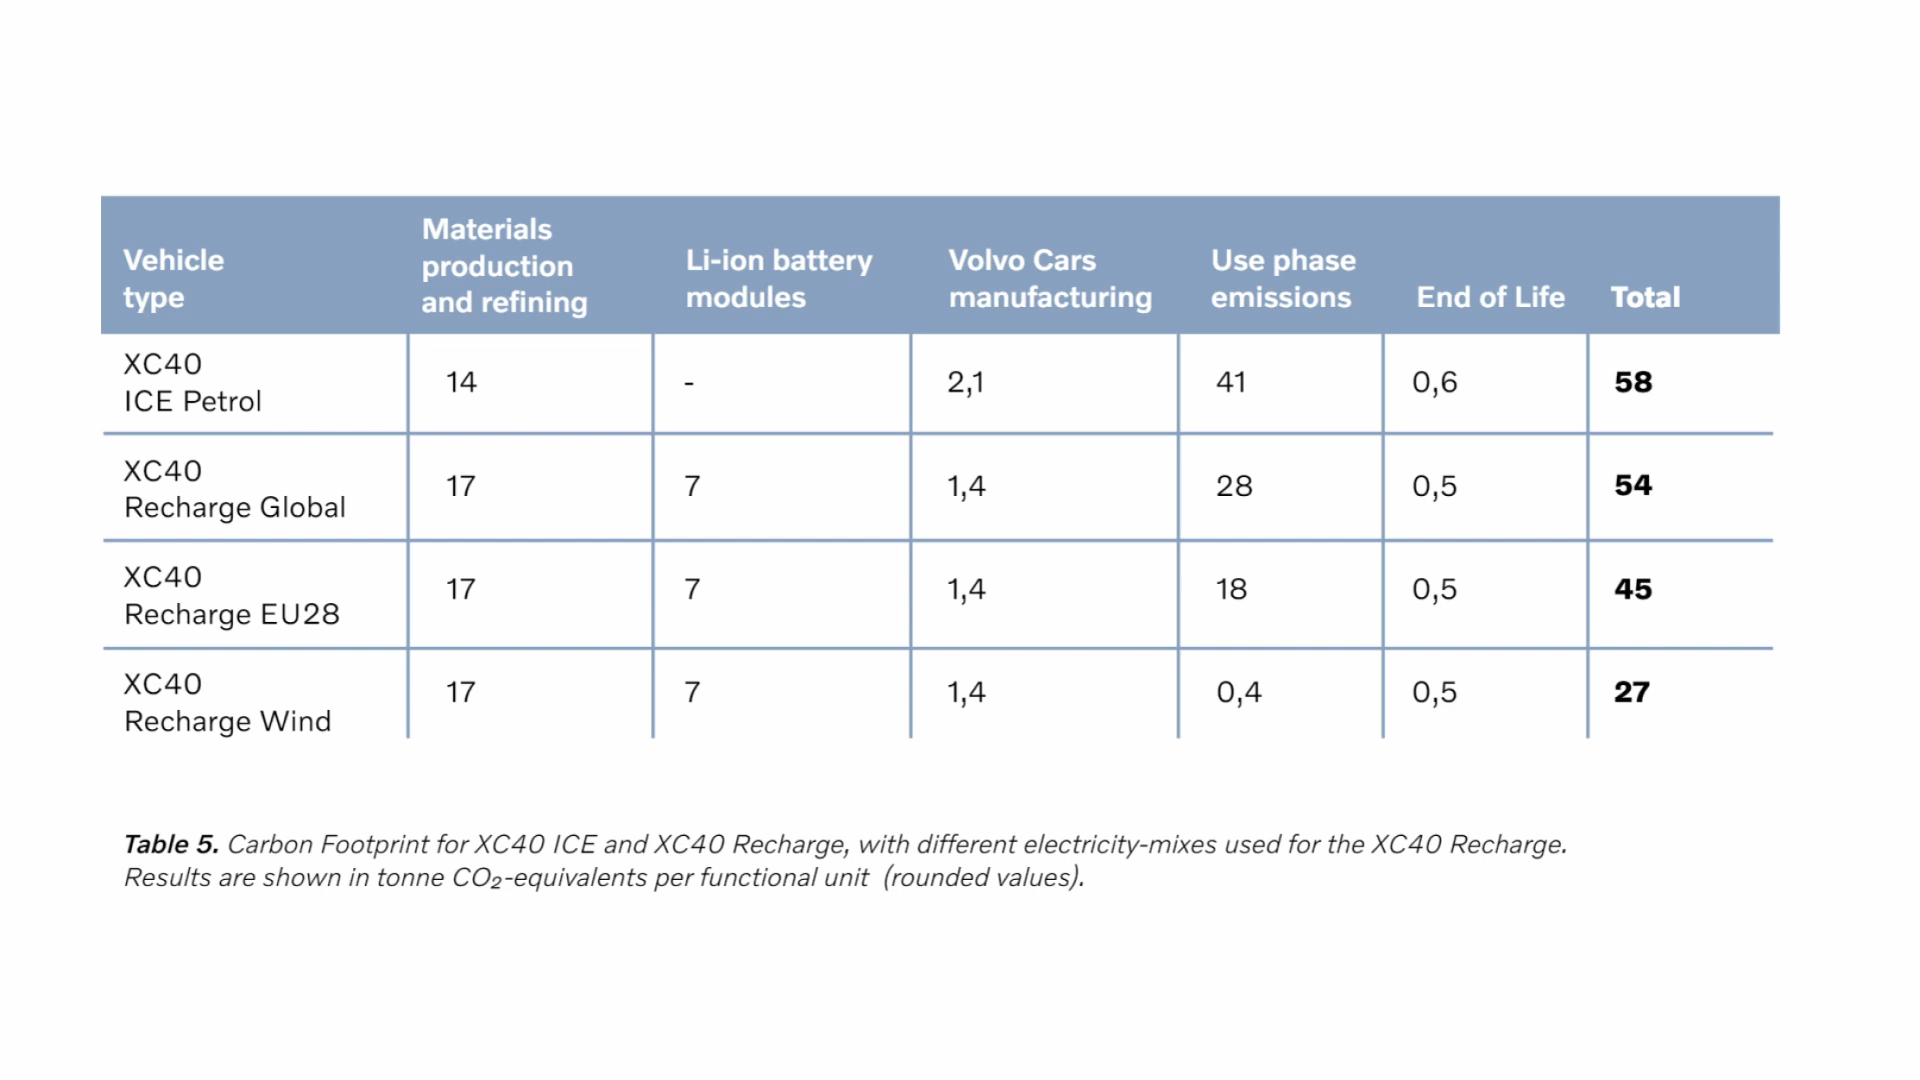 Vehicle type
Materials production and refining
Li-ion battery modules
Volvo Cars manufacturing
Use phase emissions
End of Life
Total
XC40 ICE Petrol 14 - 2,1 41 0,6 58
XC40 Recharge Global 17 7 1,4 28 0,5 54
XC40 Recharge EU28 17 7 1,4 18 0,5 45
XC40 Recharge Wind 17 7 1,4 0,4 0,5 27
Table 5. Carbon Footprint for XC40 ICE and XC40 Recharge, with different electricity-mixes used for the XC40 Recharge.
Results are shown in tonne CO₂-equivalents per functional unit (rounded values).